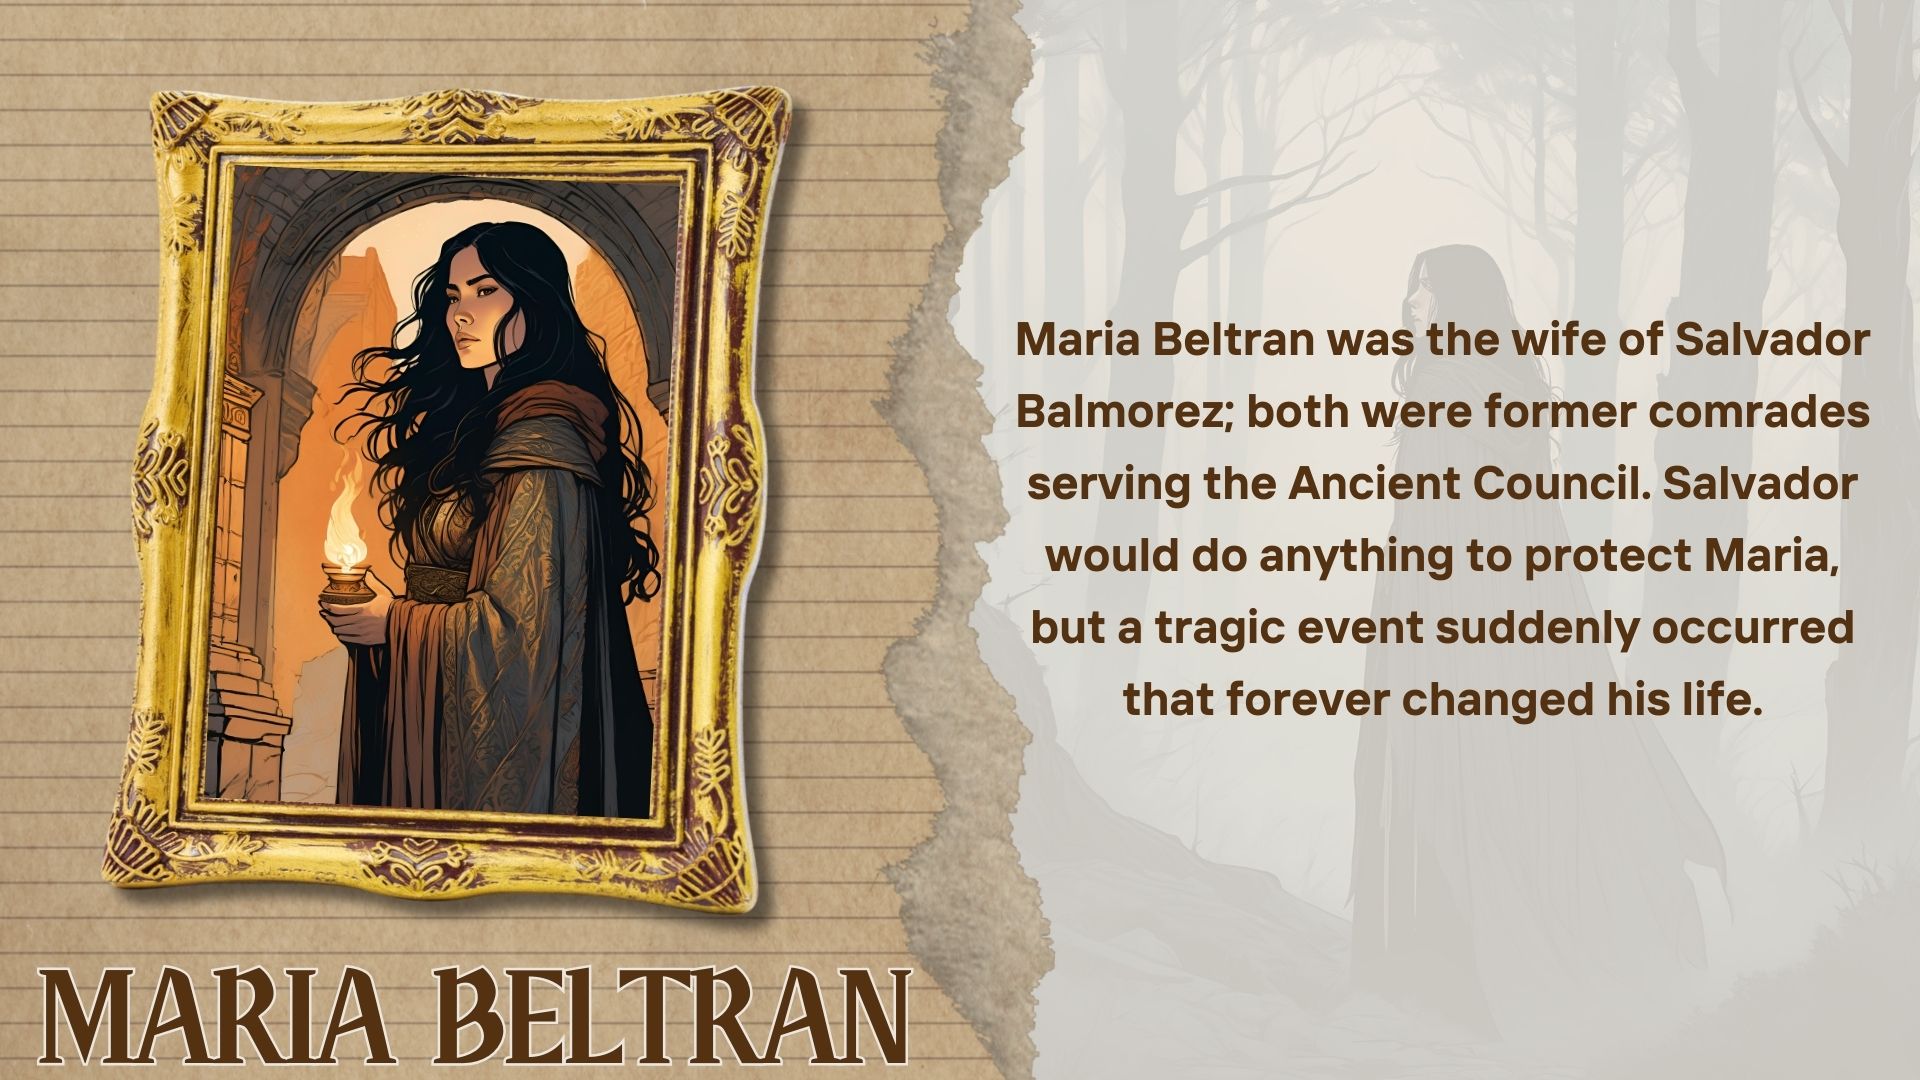 Maria Beltran was the wife of Salvador
Balmorez; both were former comrades
serving the Ancient Council. Salvador
would do anything to protect Maria,
but a tragic event suddenly occurred
that forever changed his life.
MARIA BELTRAN